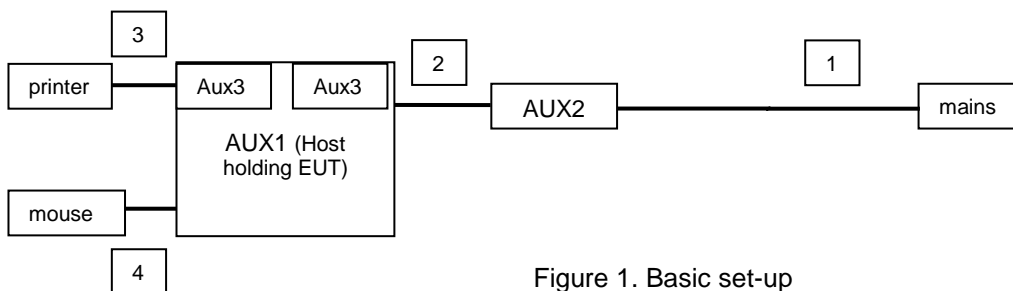 3
2
1
printer
Aux3
Aux3
AUX2
mains
AUX1 (Host
holding EUT)
mouse
4
Figure 1. Basic set-up